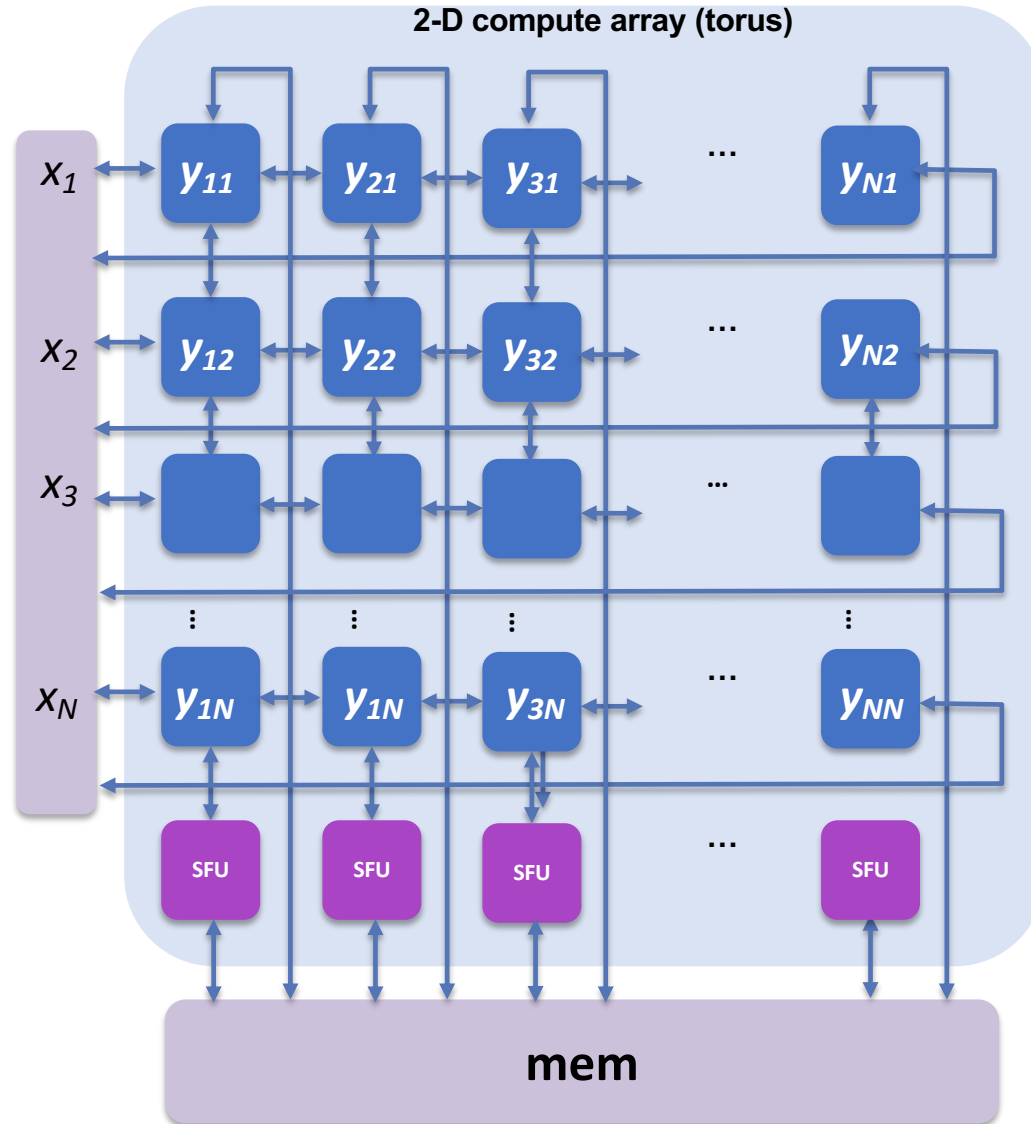 2-D compute array (torus)
x1 y11 y21 y31 ... yN1
x2 y12 y22 y32 ... yN2
x3 ...
... ... ... ...
xN y1N y1N y3N ... yNN
SFU SFU SFU ... SFU
mem